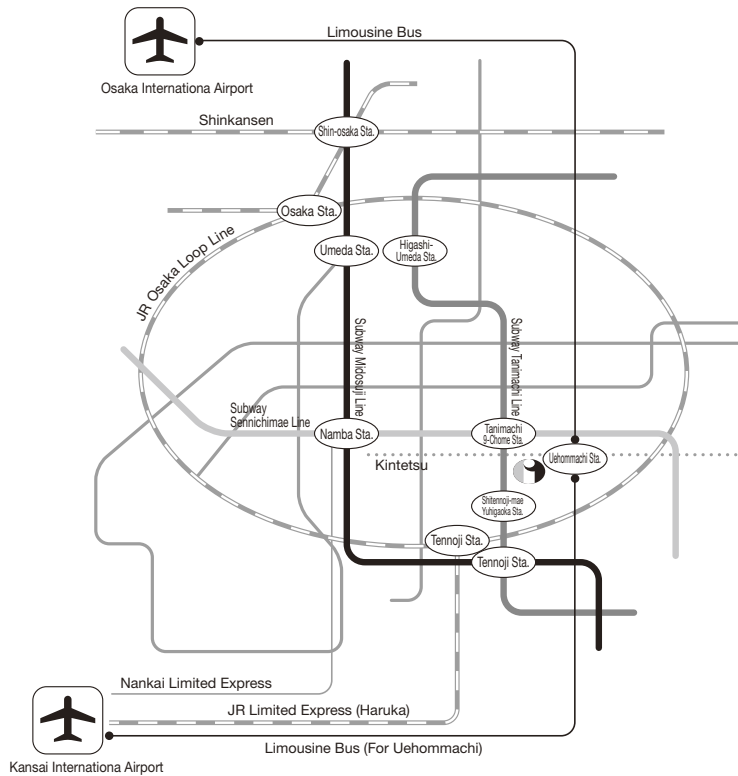 Limousine Bus
Osaka Internationa Airport
Shinkansen
Shin-osaka Sta.
Osaka Sta.
JR Osaka Loop Line
Umeda Sta.
Higashi-
Umeda Sta.
Subway Midosuji Line
Subway Tanimachi Line
Subway
Sennichimae Line
Namba Sta.
Tanimachi
9-Chome Sta.
Kintetsu
Uehommachi Sta.
Shitennoji-mae
Yuhigaoka Sta.
Tennoji Sta.
Tennoji Sta.
Nankai Limited Express
JR Limited Express (Haruka)
Limousine Bus (For Uehommachi)
Kansai Internationa Airport